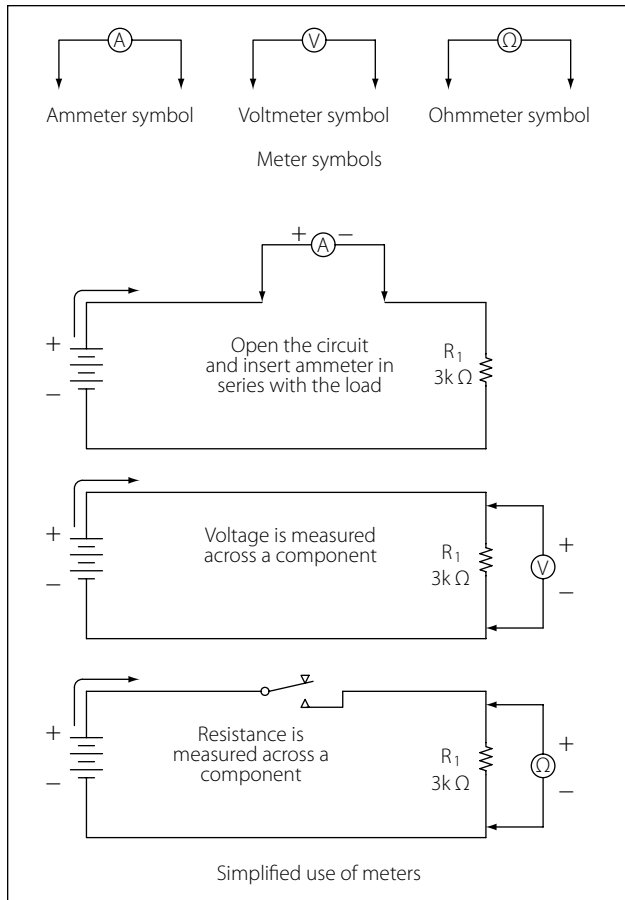 A
V
Ω
Ammeter symbol
Voltmeter symbol
Ohmmeter symbol
Meter symbols
+ A −
+
−
Open the circuit
and insert ammeter in
series with the load
R₁
3k Ω
+
−
Voltage is measured
across a component
R₁
3k Ω
+
V
−
+
−
Resistance is
measured across a
component
R₁
3k Ω
+
Ω
−
Simplified use of meters